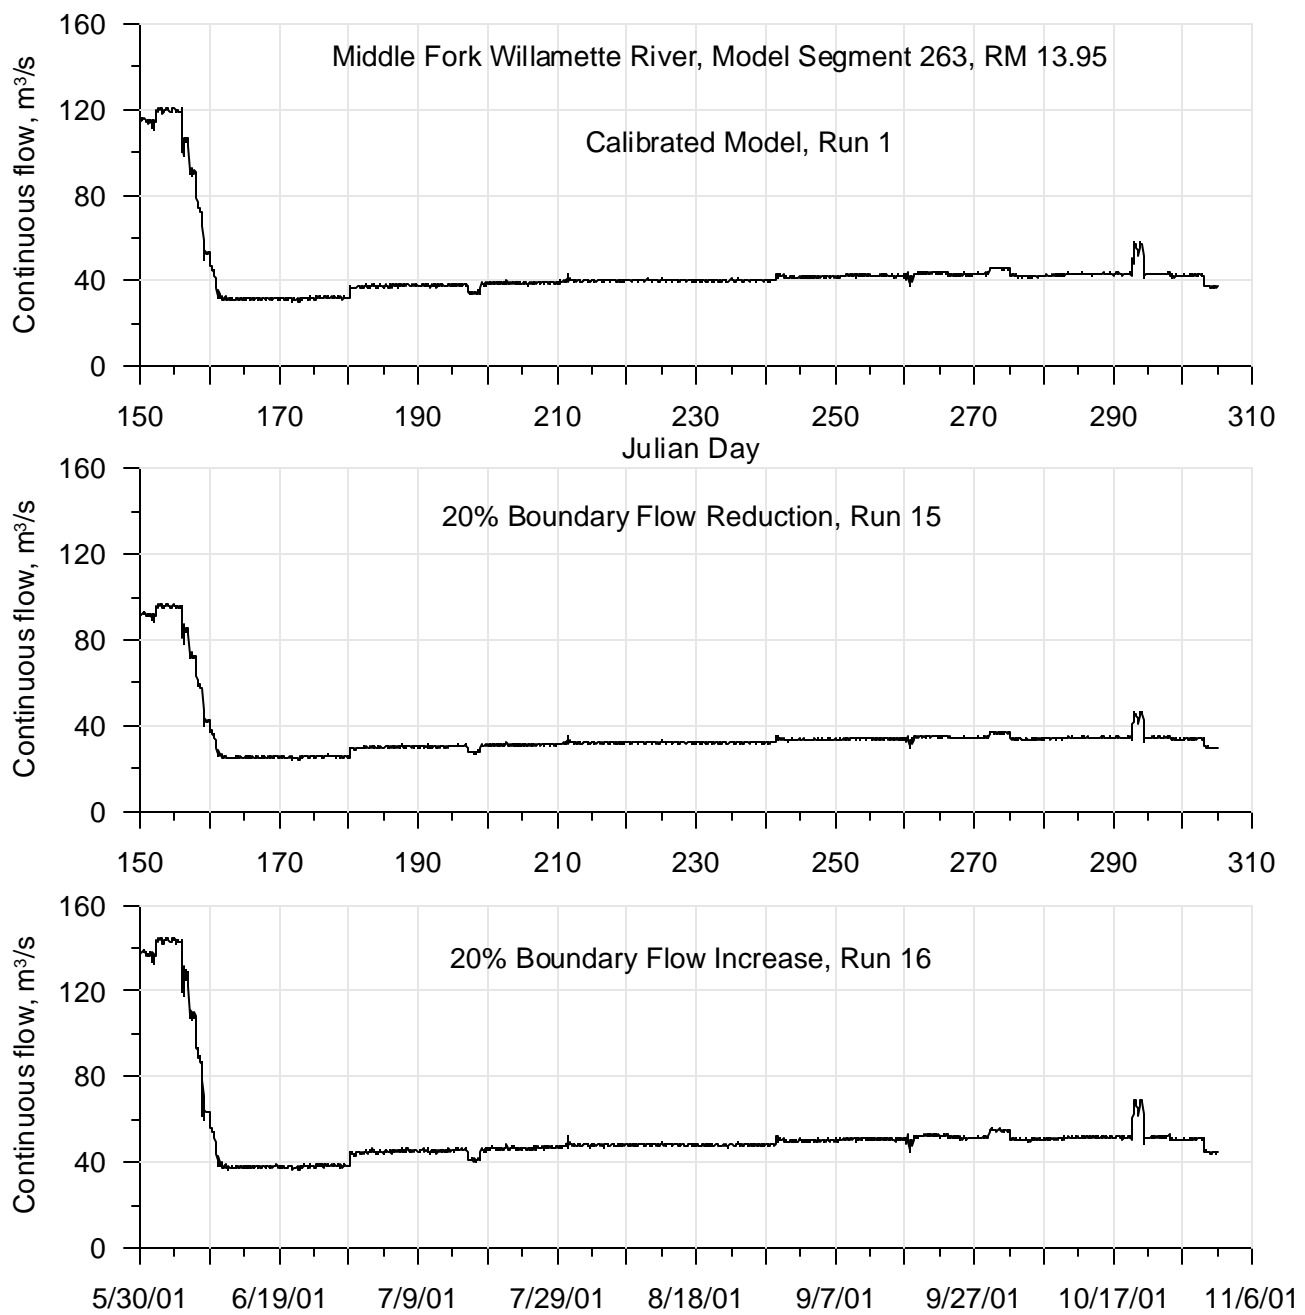 Middle Fork Willamette River, Model Segment 263, RM 13.95
Calibrated Model, Run 1
Continuous flow, m³/s
160
120
80
40
0
150 170 190 210 230 250 270 290 310
Julian Day
20% Boundary Flow Reduction, Run 15
Continuous flow, m³/s
160
120
80
40
0
150 170 190 210 230 250 270 290 310
20% Boundary Flow Increase, Run 16
Continuous flow, m³/s
160
120
80
40
0
5/30/01 6/19/01 7/9/01 7/29/01 8/18/01 9/7/01 9/27/01 10/17/01 11/6/01